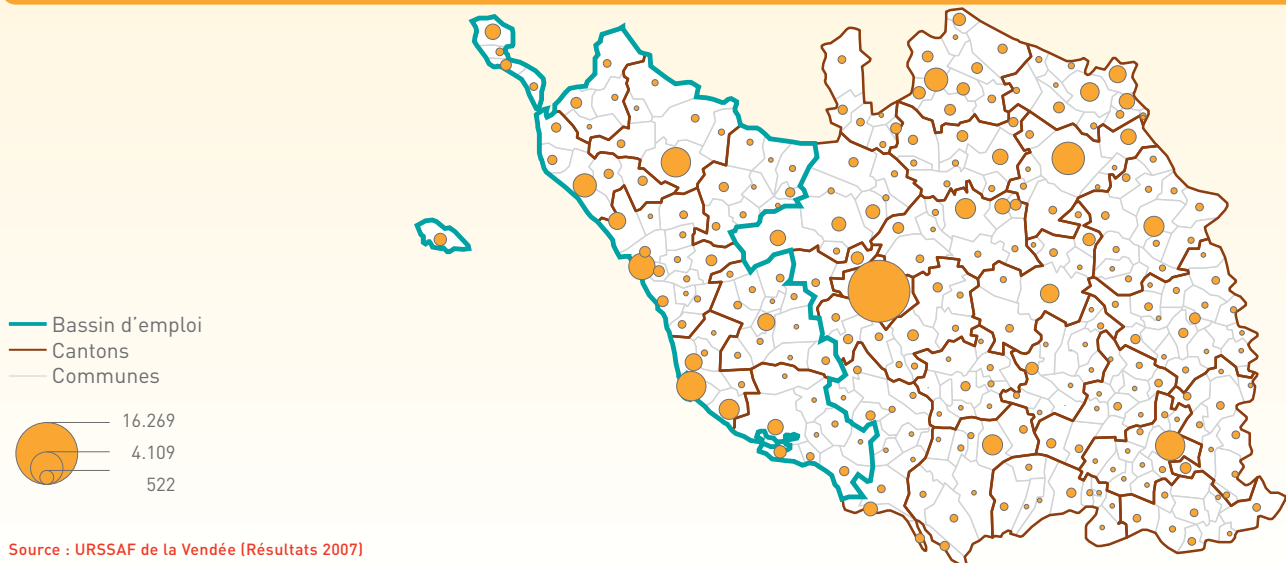 Bassin d’emploi
Cantons
Communes
16.269
4.109
522
Source : URSSAF de la Vendée (Résultats 2007)